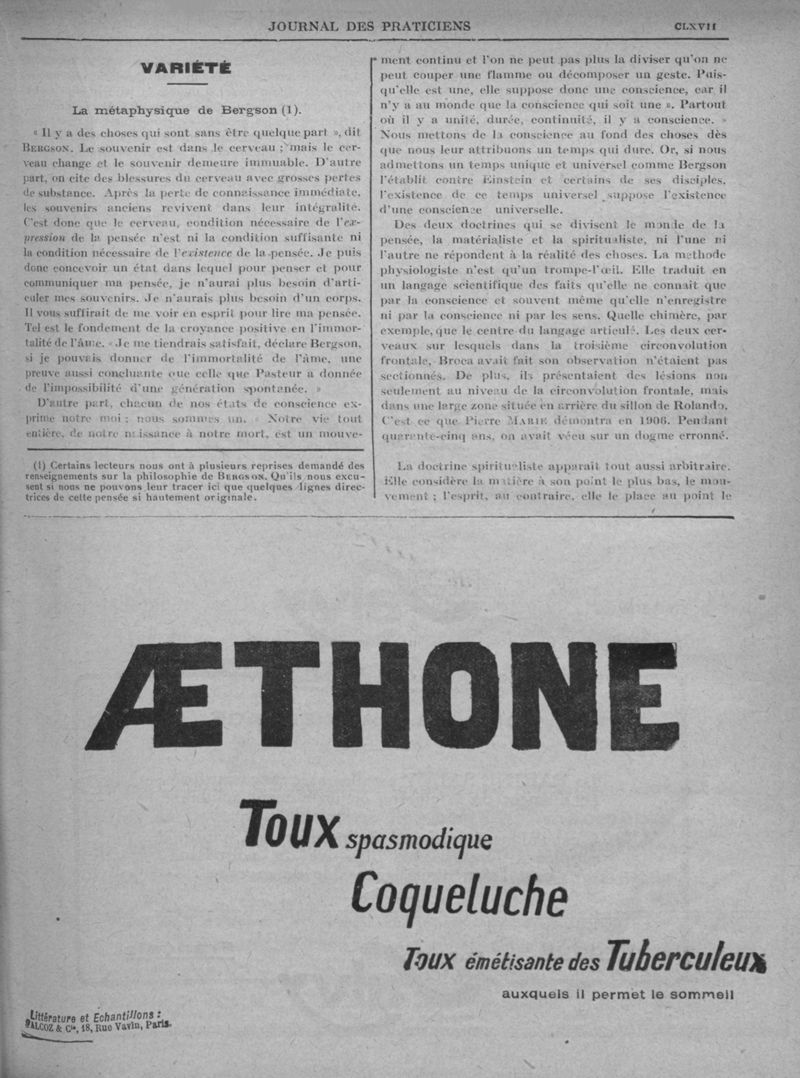 JOURNAL DES PRATICIENS
CLXVII
VARIÉTÉ
La métaphysique de Bergson (1).
« Il y a des choses qui sont sans être quelque part », dit
BERGSON. Le souvenir est dans le cerveau ; mais le cer-
veau change et le souvenir demeure immuable. D'autre
part, on cite des blessures du cerveau avec grosses pertes
de substance. Après la perte de connaissance immédiate,
les souvenirs anciens revivent dans leur intégralité.
C'est donc que le cerveau, condition nécessaire de l'ex-
pression de la pensée n'est ni la condition suffisante ni
la condition nécessaire de l'existence de la pensée. Je puis
donc concevoir un état dans lequel pour penser et pour
communiquer ma pensée, je n'aurai plus besoin d'arti-
culer mes souvenirs. Je n'aurais plus besoin d'un corps.
Il vous suffirait de me voir en esprit pour lire ma pensée.
Tel est le fondement de la croyance positive en l'immor-
talité de l'âme. « Je me tiendrais satisfait, déclare Bergson,
si je pouvais donner de l'immortalité de l'âme, une
preuve aussi concluante que celle que Pasteur a donnée
de l'impossibilité d'une génération spontanée. »
D'autre part, chacun de nos états de conscience ex-
prime notre moi : nous sommes un. « Notre vie tout
entière, de notre naissance à notre mort, est un mouve-
(1) Certains lecteurs nous ont à plusieurs reprises demandé des
renseignements sur la philosophie de BERGSON. Qu'ils nous excu-
sent si nous ne pouvons leur tracer ici que quelques lignes direc-
trices de cette pensée si hautement originale.
ment continu et l'on ne peut pas plus la diviser qu'on ne
peut couper une flamme ou décomposer un geste. Puis-
qu'elle est une, elle suppose donc une conscience, car il
n'y a au monde que la conscience qui soit une ». Partout
où il y a unité, durée, continuité, il y a conscience. »
Nous mettons de la conscience au fond des choses dès
que nous leur attribuons un temps qui dure. Or, si nous
admettons un temps unique et universel comme Bergson
l'établit contre Einstein et certains de ses disciples,
l'existence de ce temps universel suppose l'existence
d'une conscience universelle.
Des deux doctrines qui se divisent le monde de la
pensée, la matérialiste et la spiritualiste, ni l'une ni
l'autre ne répondent à la réalité des choses. La méthode
physiologiste n'est qu'un trompe-l'œil. Elle traduit en
un langage scientifique des faits qu'elle ne connait que
par la conscience et souvent même qu'elle n'enregistre
ni par la conscience ni par les sens. Quelle chimère, par
exemple, que le centre du langage articulé. Les deux cer-
veaux sur lesquels dans la troisième circonvolution
frontale, Broca avait fait son observation n'étaient pas
sectionnés. De plus, ils présentaient des lésions non
seulement au niveau de la circonvolution frontale, mais
dans une large zone située en arrière du sillon de Rolando.
C'est ce que Pierre MARIE démontra en 1906. Pendant
quarente-cinq ans, on avait vécu sur un dogme erronné.
La doctrine spiritualiste apparait tout aussi arbitraire.
Elle considère la matière à son point le plus bas, le mou-
vement ; l'esprit, au contraire, elle le place au point le
ÆTHONE
Toux spasmodique
Coqueluche
Toux émétisante des Tuberculeux
auxquels il permet le sommeil
Littérature et Echantillons :
FALCOZ & Cie, 18, Rue Vavin, Paris.